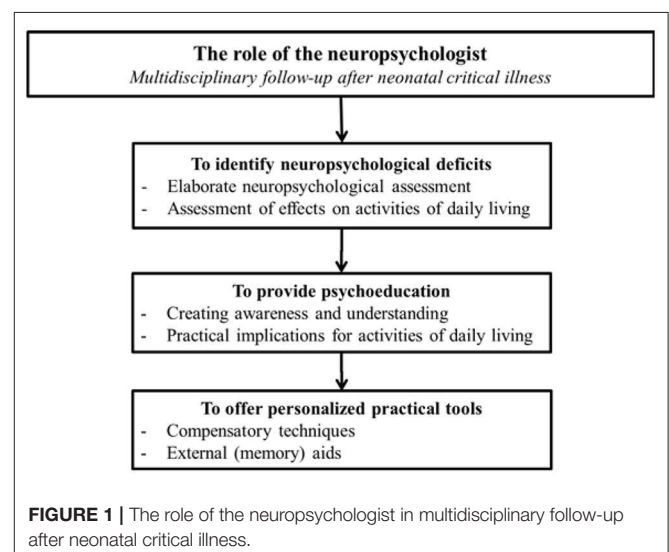 The role of the neuropsychologist
Multidisciplinary follow-up after neonatal critical illness
To identify neuropsychological deficits
- Elaborate neuropsychological assessment
- Assessment of effects on activities of daily living
To provide psychoeducation
- Creating awareness and understanding
- Practical implications for activities of daily living
To offer personalized practical tools
- Compensatory techniques
- External (memory) aids
FIGURE 1 | The role of the neuropsychologist in multidisciplinary follow-up
after neonatal critical illness.